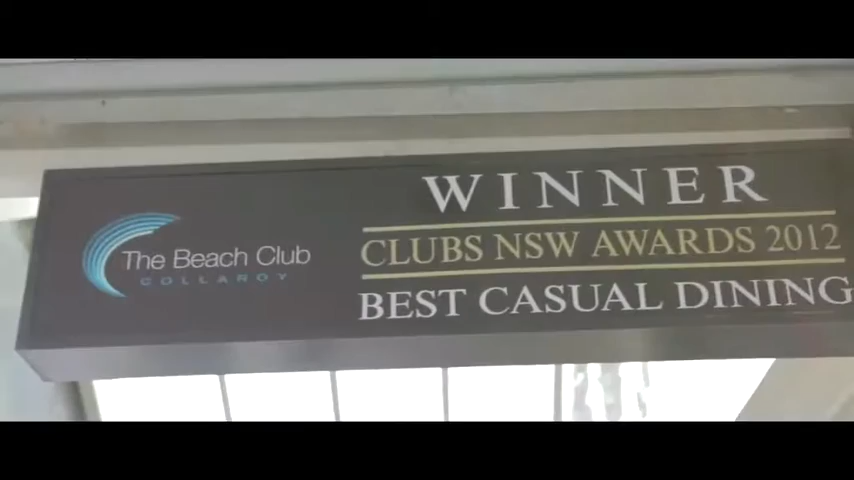 The Beach Club
COLLAROY
WINNER
CLUBS NSW AWARDS 2012
BEST CASUAL DINING